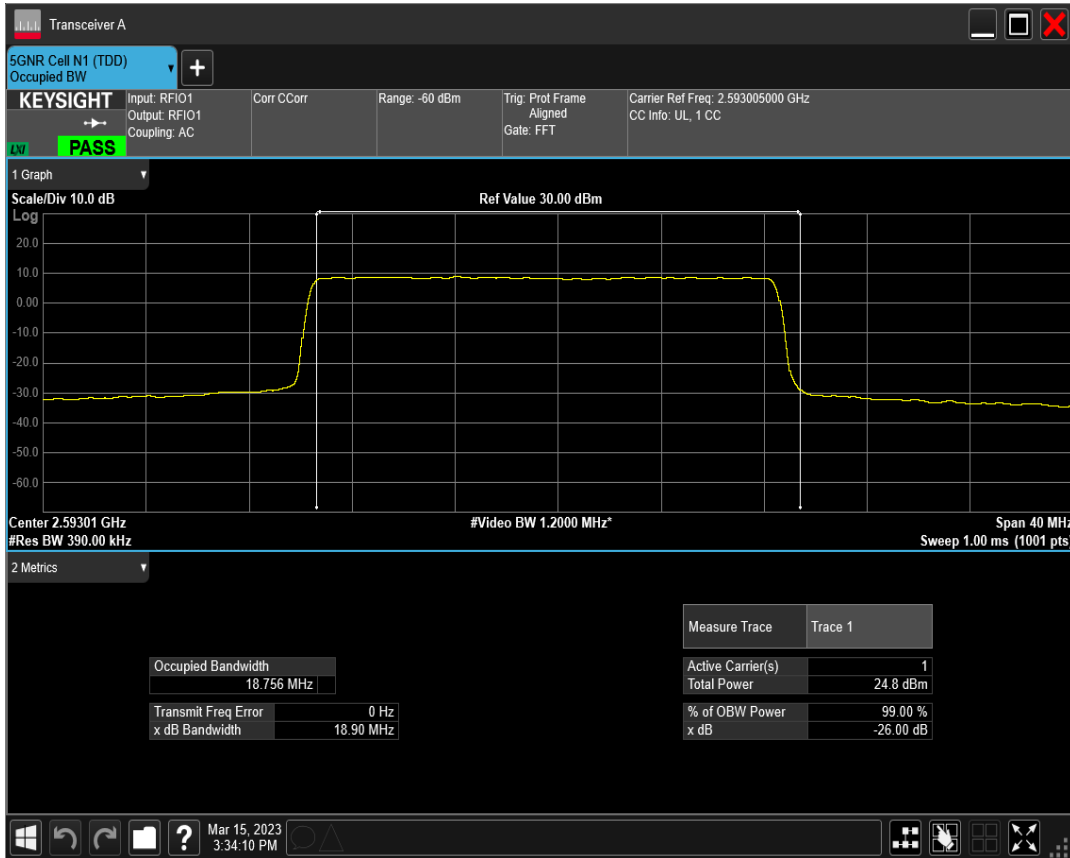 Transceiver A
5GNR Cell N1 (TDD)
Occupied BW
+
KEYSIGHT
LXI
PASS
Input: RFIO1
Output: RFIO1
Coupling: AC
Corr CCorr
Range: -60 dBm
Trig: Prot Frame
Aligned
Gate: FFT
Carrier Ref Freq: 2.593005000 GHz
CC Info: UL, 1 CC
1 Graph
Scale/Div 10.0 dB
Ref Value 30.00 dBm
Log
20.0
10.0
0.00
-10.0
-20.0
-30.0
-40.0
-50.0
-60.0
Center 2.59301 GHz
#Video BW 1.2000 MHz*
Span 40 MHz
#Res BW 390.00 kHz
Sweep 1.00 ms (1001 pts)
2 Metrics
Measure Trace Trace 1
Occupied Bandwidth
18.756 MHz
Active Carrier(s) 1
Total Power 24.8 dBm
Transmit Freq Error 0 Hz
x dB Bandwidth 18.90 MHz
% of OBW Power 99.00 %
x dB -26.00 dB
?
Mar 15, 2023
3:34:10 PM